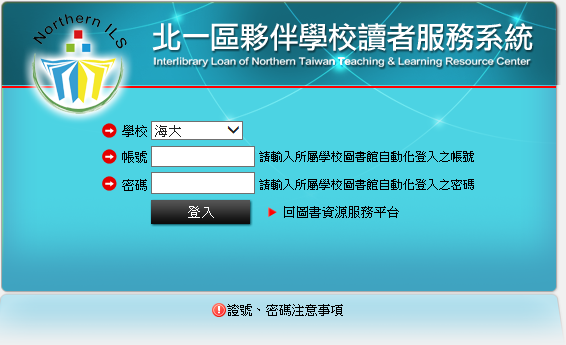 Northern ILS
北一區夥伴學校讀者服務系統
Interlibrary Loan of Northern Taiwan Teaching & Learning Resource Center
學校 海大
帳號 請輸入所屬學校圖書館自動化登入之帳號
密碼 請輸入所屬學校圖書館自動化登入之密碼
登入 回圖書資源服務平台
證號、密碼注意事項